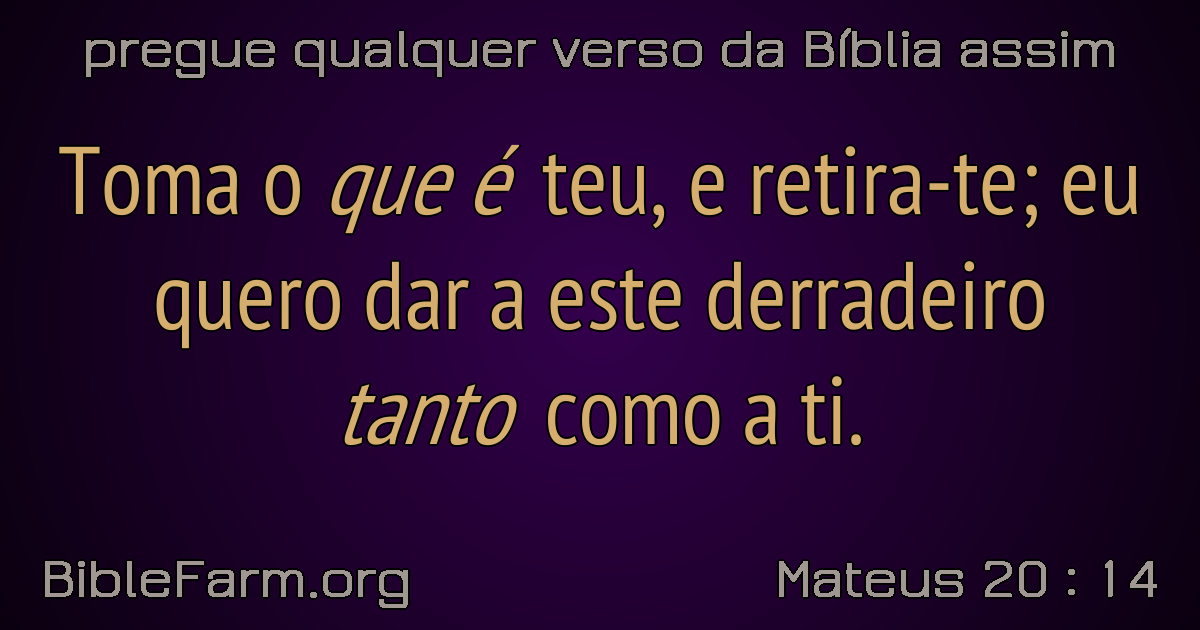 pregue qualquer verso da Bíblia assim
Toma o que é teu, e retira-te; eu
quero dar a este derradeiro
tanto como a ti.
BibleFarm.org
Mateus 20 : 14